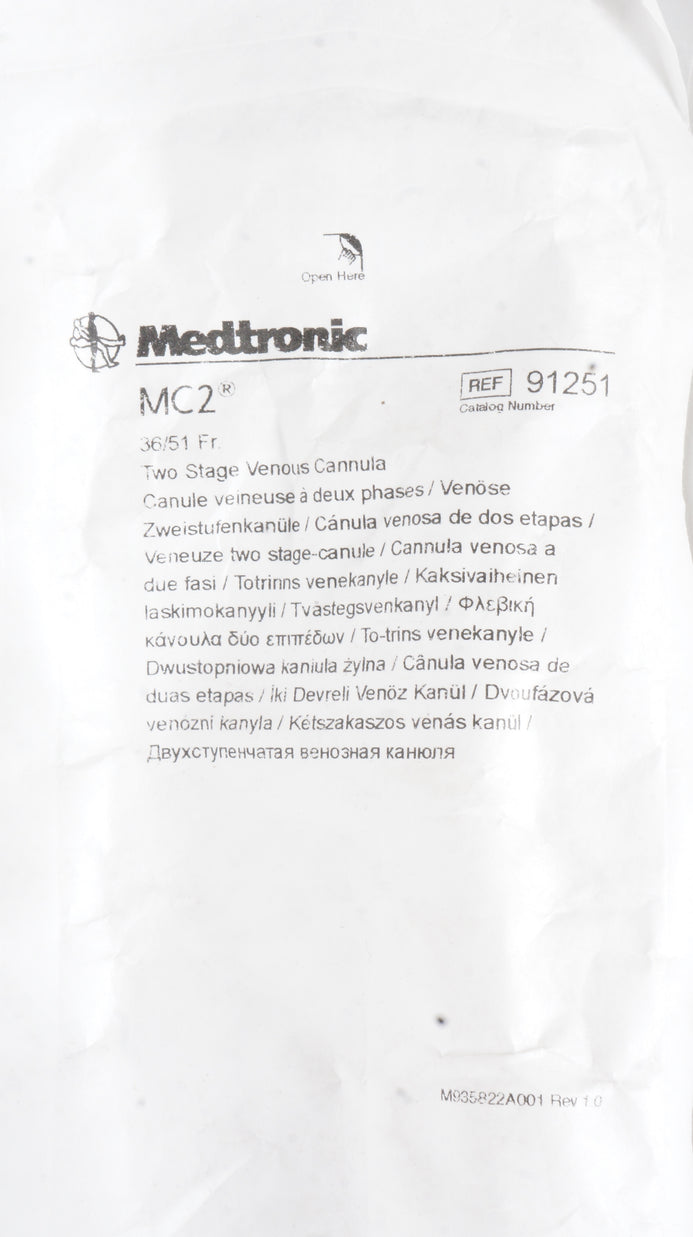 Open Here
Medtronic
MC2®
REF 91251
Catalog Number
36/51 Fr.
Two Stage Venous Cannula
Canule veineuse à deux phases / Venöse
Zweistufenkanüle / Cánula venosa de dos etapas /
Veneuze two stage-canule / Cannula venosa a
due fasi / Totrinns venekanyle / Kaksivaiheinen
laskimokanyyli / Tvåstegsvenkanyl / Φλεβική
κάνουλα δύο επιπέδων / To-trins venekanyle /
Dwustopniowa kaniula żylna / Cânula venosa de
duas etapas / İki Devreli Venöz Kanül / Dvoufázová
venózní kanyla / Kétszakaszos vénás kanül /
Двухступенчатая венозная канюля
M935822A001 Rev 1.0